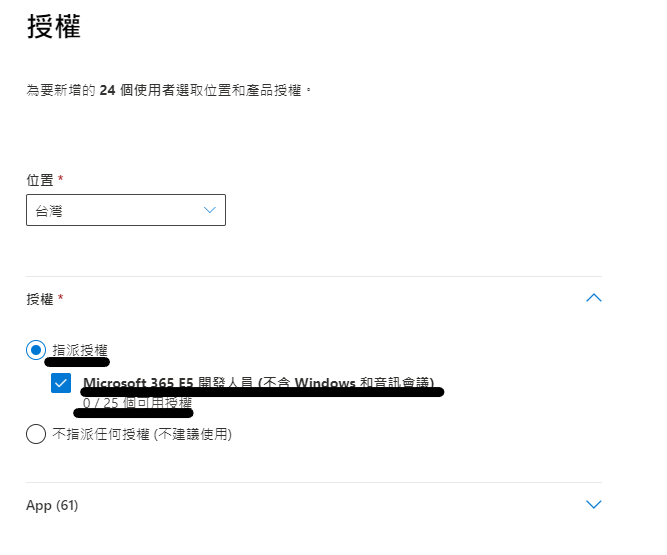 授權
為要新增的 24 個使用者選取位置和產品授權。
位置 *
台灣
授權 *
指派授權
Microsoft 365 E5 開發人員 (不含 Windows 和音訊會議)
0 / 25 個可用授權
不指派任何授權 (不建議使用)
App (61)